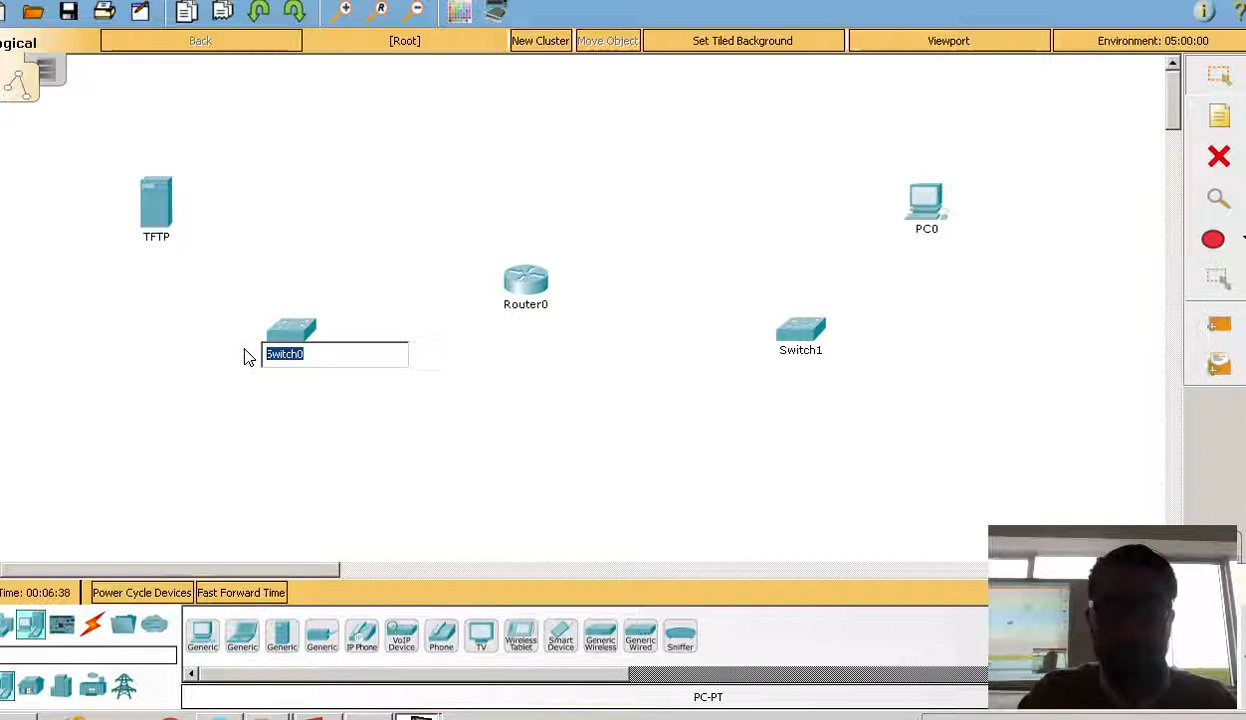 ogical
Back
[Root]
New Cluster
Move Object
Set Tiled Background
Viewport
Environment: 05:00:00
TFTP
PC0
Router0
Switch0
Switch1
Time: 00:06:38
Power Cycle Devices
Fast Forward Time
Generic
Generic
Generic
Generic
IP Phone
VoIP Device
Phone
TV
Wireless Tablet
Smart Device
Generic Wireless
Generic Wired
Sniffer
PC-PT